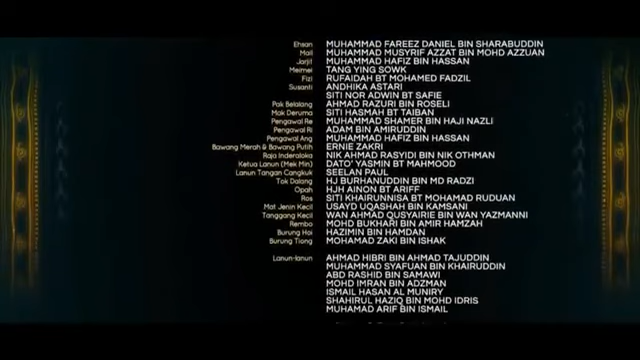 Ehsan MUHAMMAD FAREEZ DANIEL BIN SHARABUDDIN
Mail MUHAMMAD MUSYRIF AZZAT BIN MOHD AZZUAN
Jarjit MUHAMMAD HAFIZ BIN HASSAN
Meimei TANG YING SOWK
Fizi RUFAIDAH BT MOHAMED FADZIL
Susanti ANDHIKA ASTARI
SITI NOR ADWIN BT SAFIE
Pak Belalang AHMAD RAZURI BIN ROSELI
Mak Deruma SITI HASMAH BT TAIBAN
Pengawal Re MUHAMMAD SHAMER BIN HAJI NAZLI
Pengawal Ri ADAM BIN AMIRUDDIN
Pengawal Ang MUHAMMAD HAFIZ BIN HASSAN
Bawang Merah & Bawang Putih ERNIE ZAKRI
Raja Inderaloka NIK AHMAD RASYIDI BIN NIK OTHMAN
Ketua Lanun (Mek Min) DATO' YASMIN BT MAHMOOD
Lanun Tangan Cangkuk SEELAN PAUL
Tok Dalang HJ BURHANUDDIN BIN MD RADZI
Opah HJH AINON BT ARIFF
Ros SITI KHAIRUNNISA BT MOHAMAD RUDUAN
Mat Jenin Kecil USAYD UQASHAH BIN KAMSANI
Tanggang Kecil WAN AHMAD QUSYAIRIE BIN WAN YAZMANNI
Rembo MOHD BUKHARI BIN AMIR HAMZAH
Burung Hoi HAZIMIN BIN HAMDAN
Burung Tiong MOHAMAD ZAKI BIN ISHAK
Lanun-lanun AHMAD HIBRI BIN AHMAD TAJUDDIN
MUHAMMAD SYAFUAN BIN KHAIRUDDIN
ABD RASHID BIN SAMAWI
MOHD IMRAN BIN ADZMAN
ISMAIL HASAN AL MUNIRY
SHAHIRUL HAZIQ BIN MOHD IDRIS
MUHAMAD ARIF BIN ISMAIL